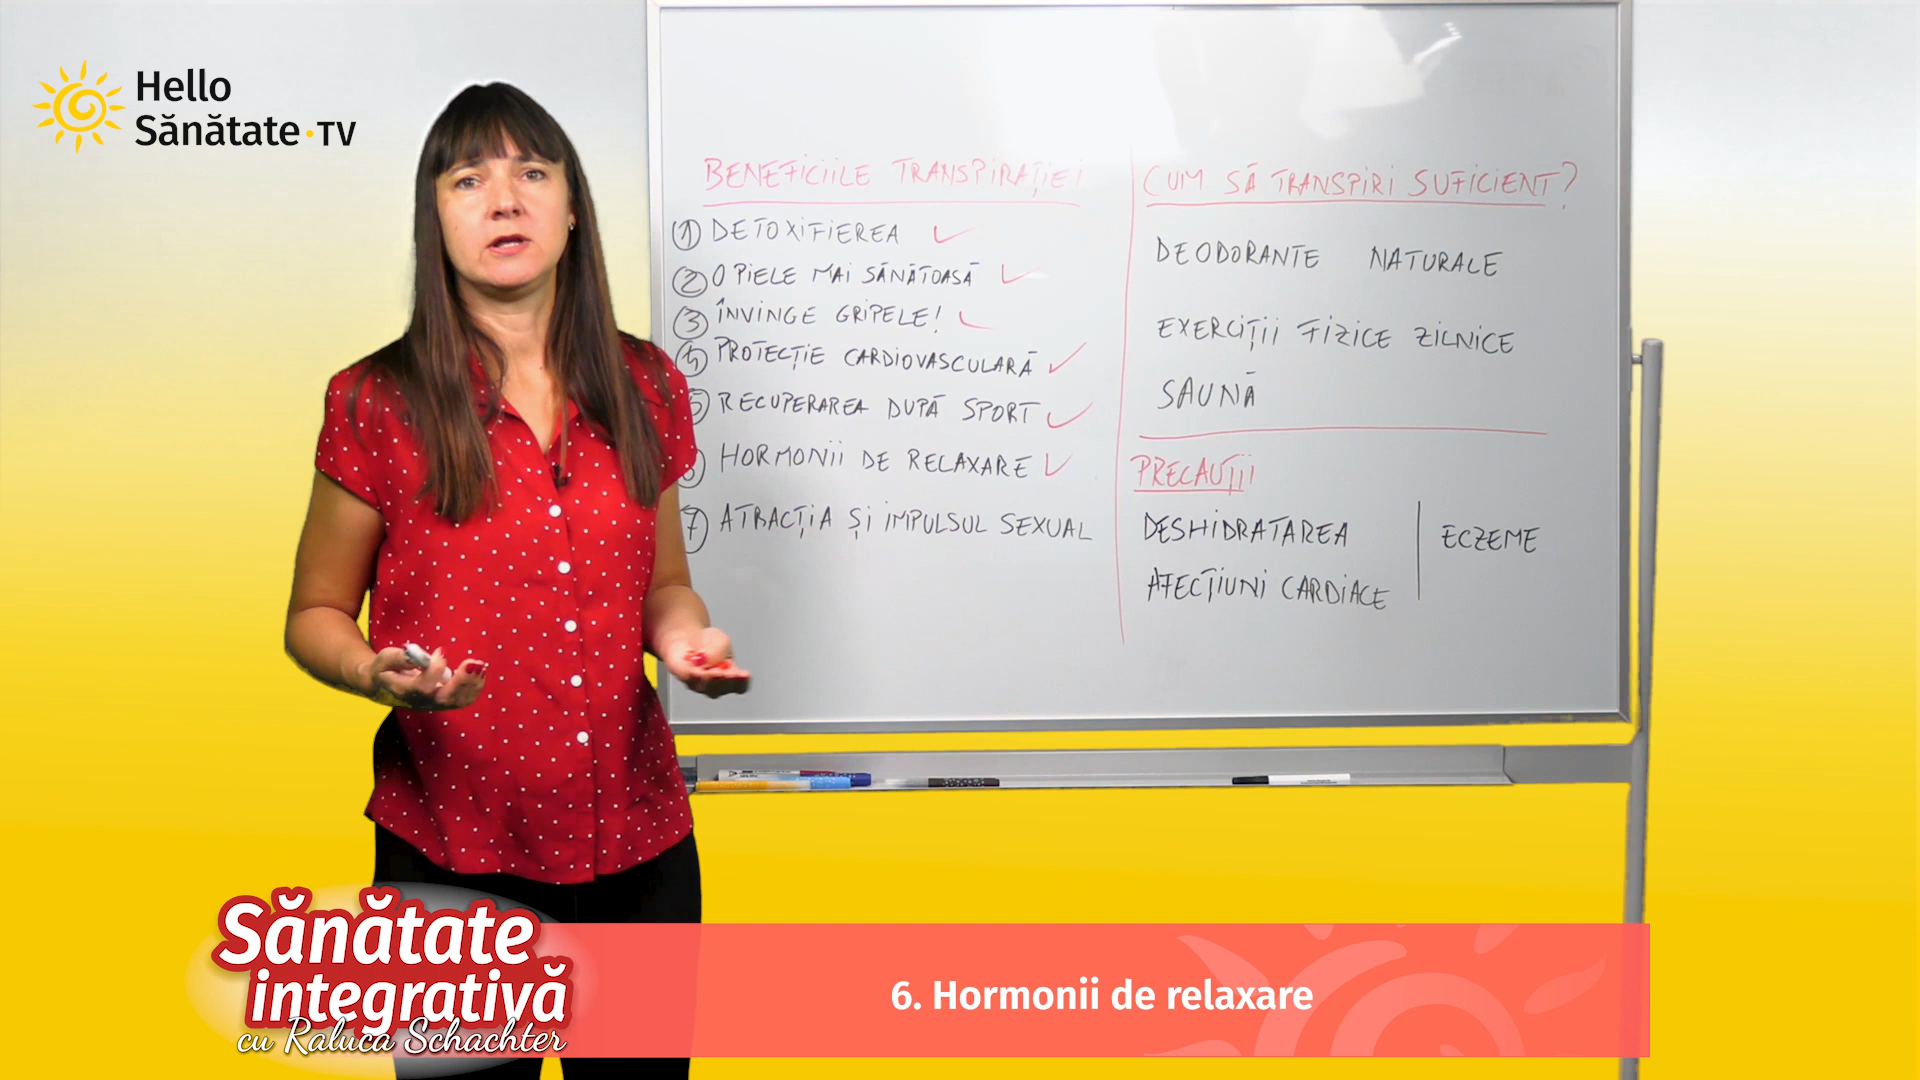 Hello
Sănătate·TV
BENEFICIILE TRANSPIRAȚIEI
① DETOXIFIEREA
② O PIELE MAI SĂNĂTOASĂ
③ ÎNVINGE GRIPELE!
④ PROTECȚIE CARDIOVASCULARĂ
⑤ RECUPERAREA DUPĂ SPORT
⑥ HORMONII DE RELAXARE
⑦ ATRACȚIA ȘI IMPULSUL SEXUAL
CUM SĂ TRANSPIRI SUFICIENT?
DEODORANTE NATURALE
EXERCIȚII FIZICE ZILNICE
SAUNĂ
PRECAUȚII
DESHIDRATAREA
AFECȚIUNI CARDIACE
ECZEME
Sănătate
integrativă
cu Raluca Schachter
6. Hormonii de relaxare